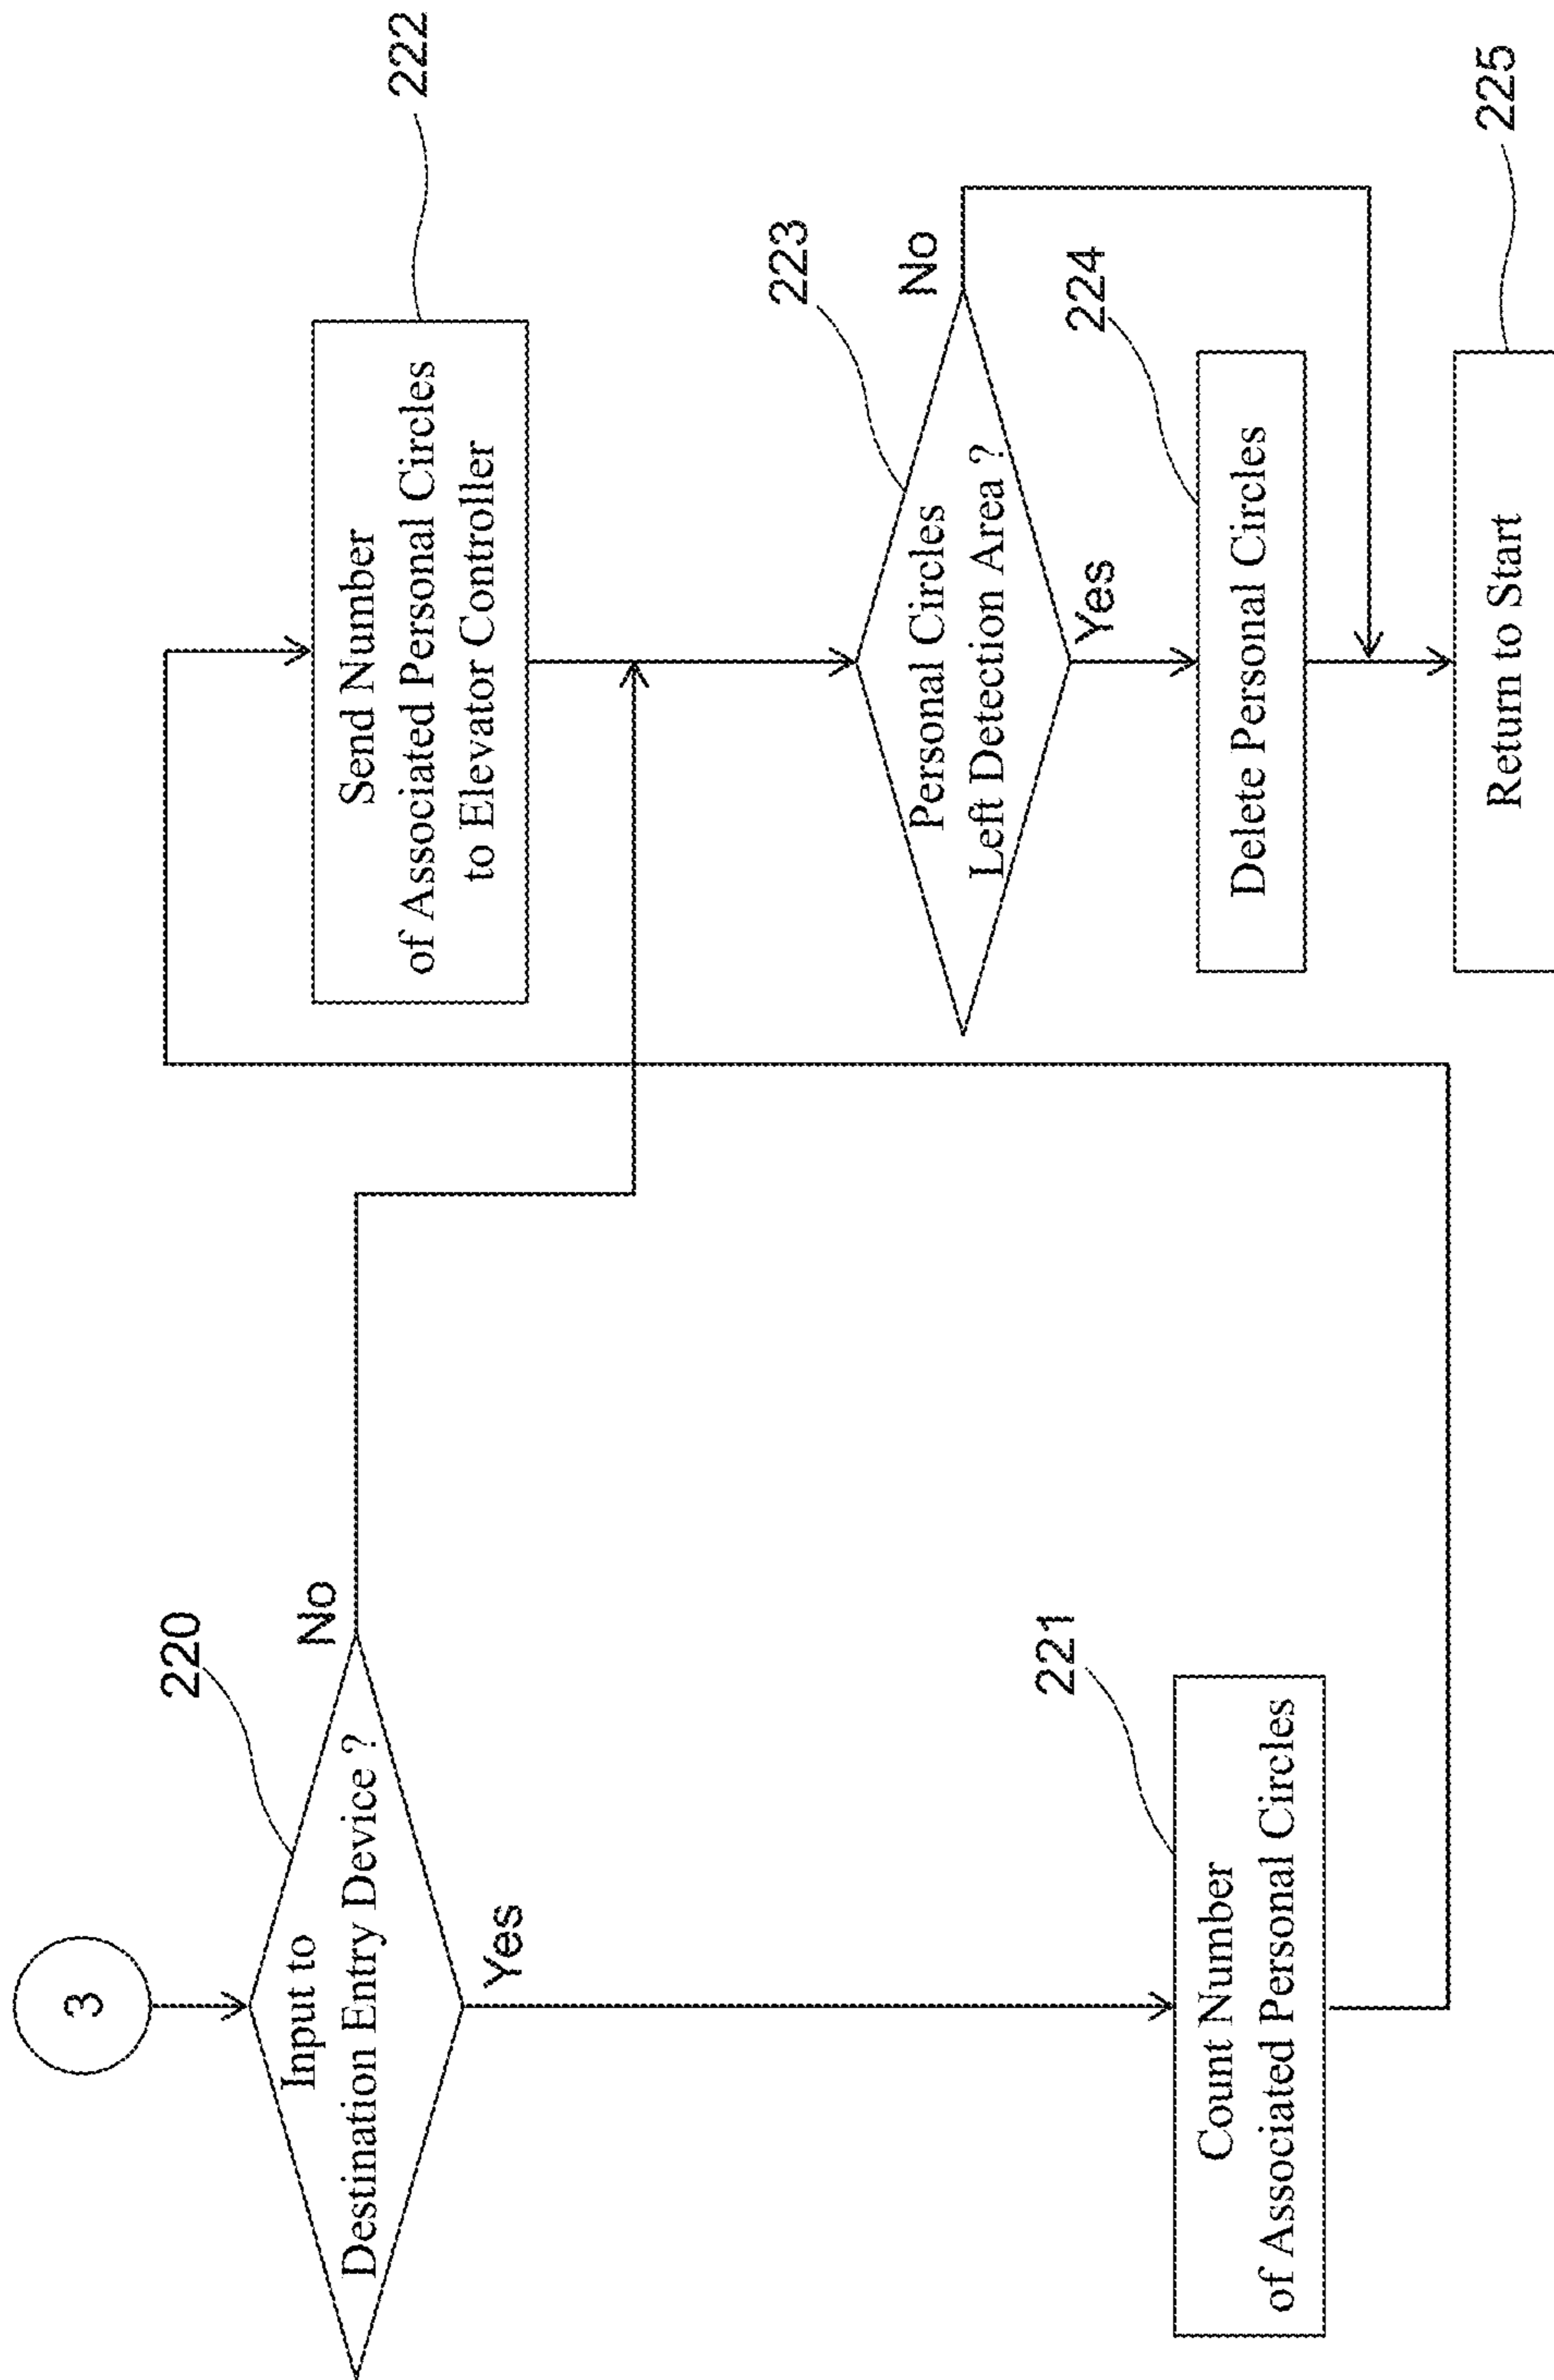 3
220
Input to
Destination Entry Device ?
No
Yes
221
Count Number
of Associated Personal Circles
222
Send Number
of Associated Personal Circles
to Elevator Controller
223
Personal Circles
Left Detection Area ?
No
Yes
224
Delete Personal Circles
225
Return to Start